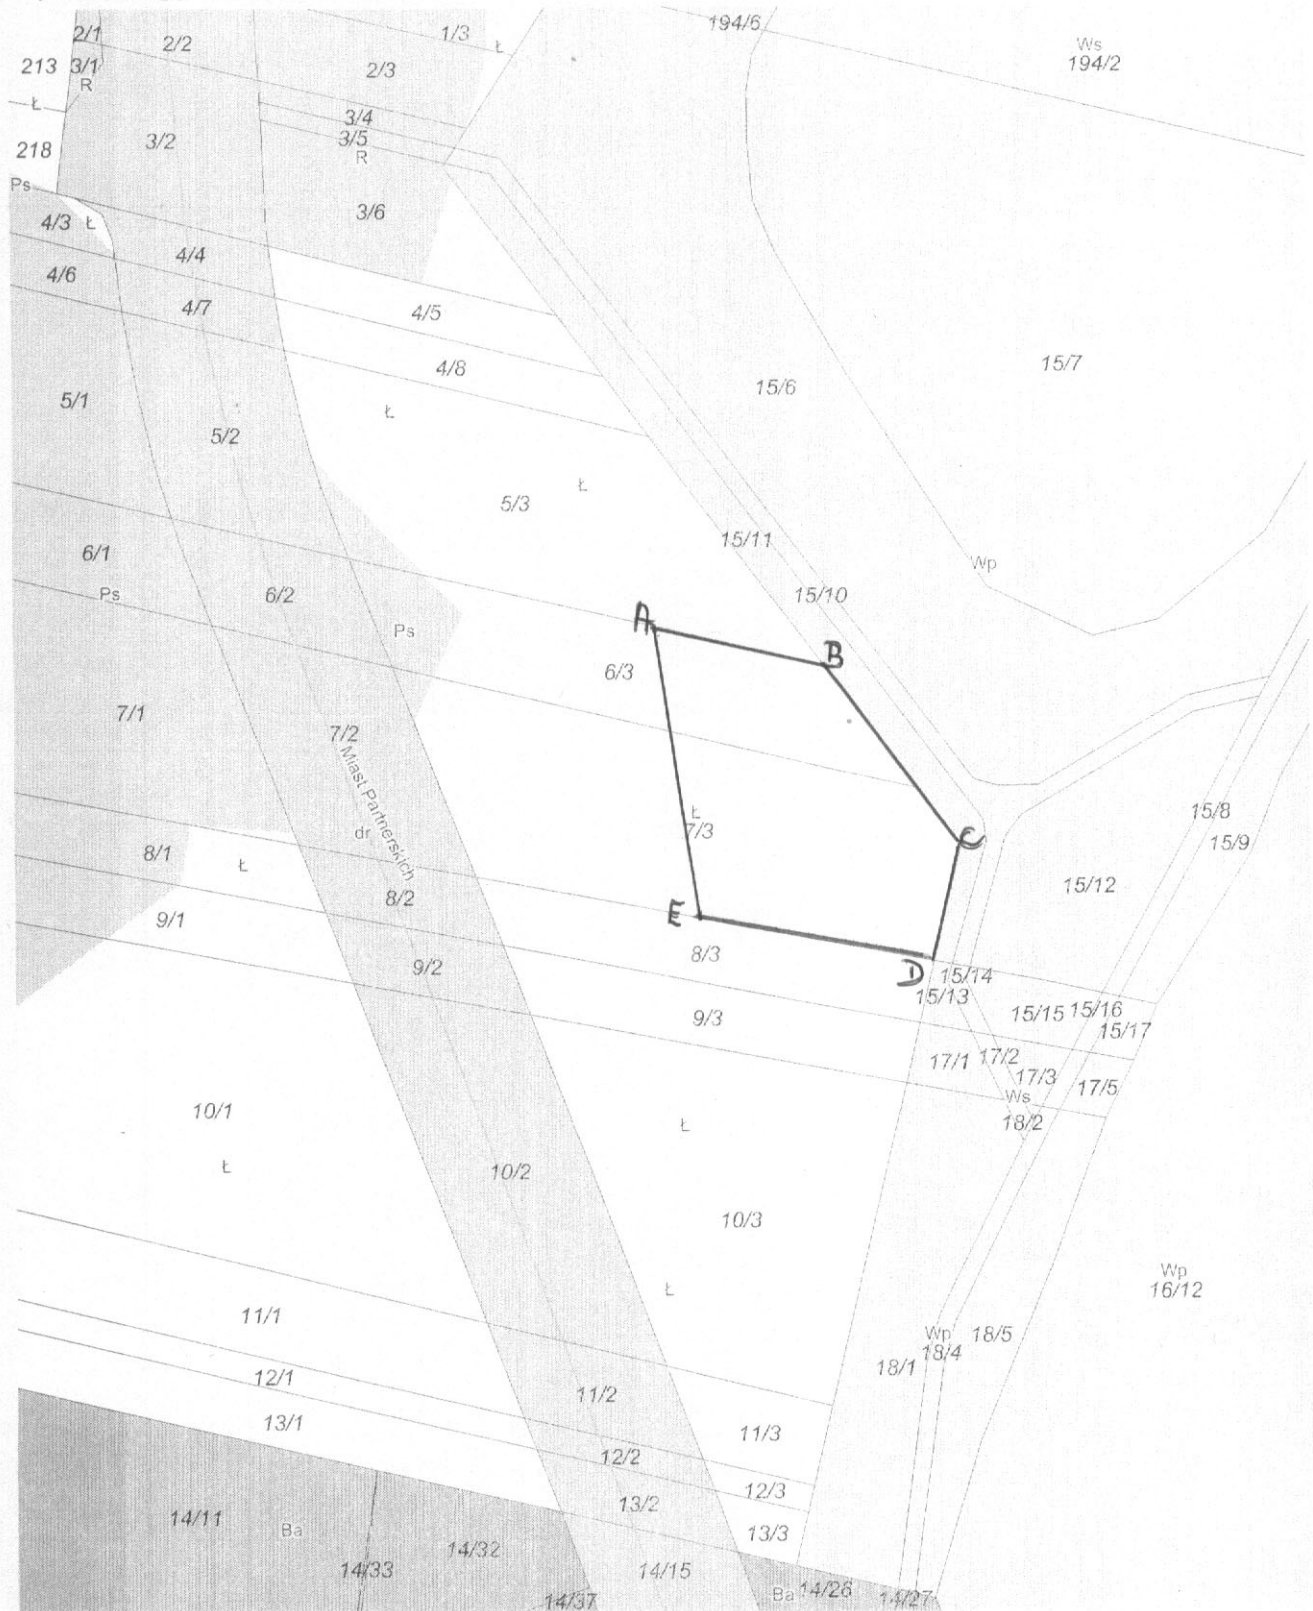 2/1
2/2
1/3
Ł
194/6
Ws
194/2
213
3/1
R
2/3
Ł
3/4
3/5
R
218
3/2
Ps
4/3
Ł
3/6
4/4
4/6
4/7
4/5
4/8
15/6
15/7
5/1
Ł
5/2
Ł
5/3
15/11
6/1
Wp
Ps
6/2
15/10
Ps
A
B
6/3
7/1
7/2
Miast Partnerskich
Ł
7/3
dr
15/8
15/9
C
8/1
Ł
15/12
8/2
9/1
E
8/3
9/2
D
15/14
15/13
9/3
15/15
15/16
15/17
17/1
17/2
17/3
17/5
Ws
18/2
10/1
Ł
Ł
10/2
10/3
Ł
Wp
16/12
11/1
Wp
18/4
18/5
18/1
12/1
11/2
13/1
11/3
12/2
12/3
13/2
14/11
Ba
13/3
14/32
14/33
14/15
14/37
Ba
14/26
14/27